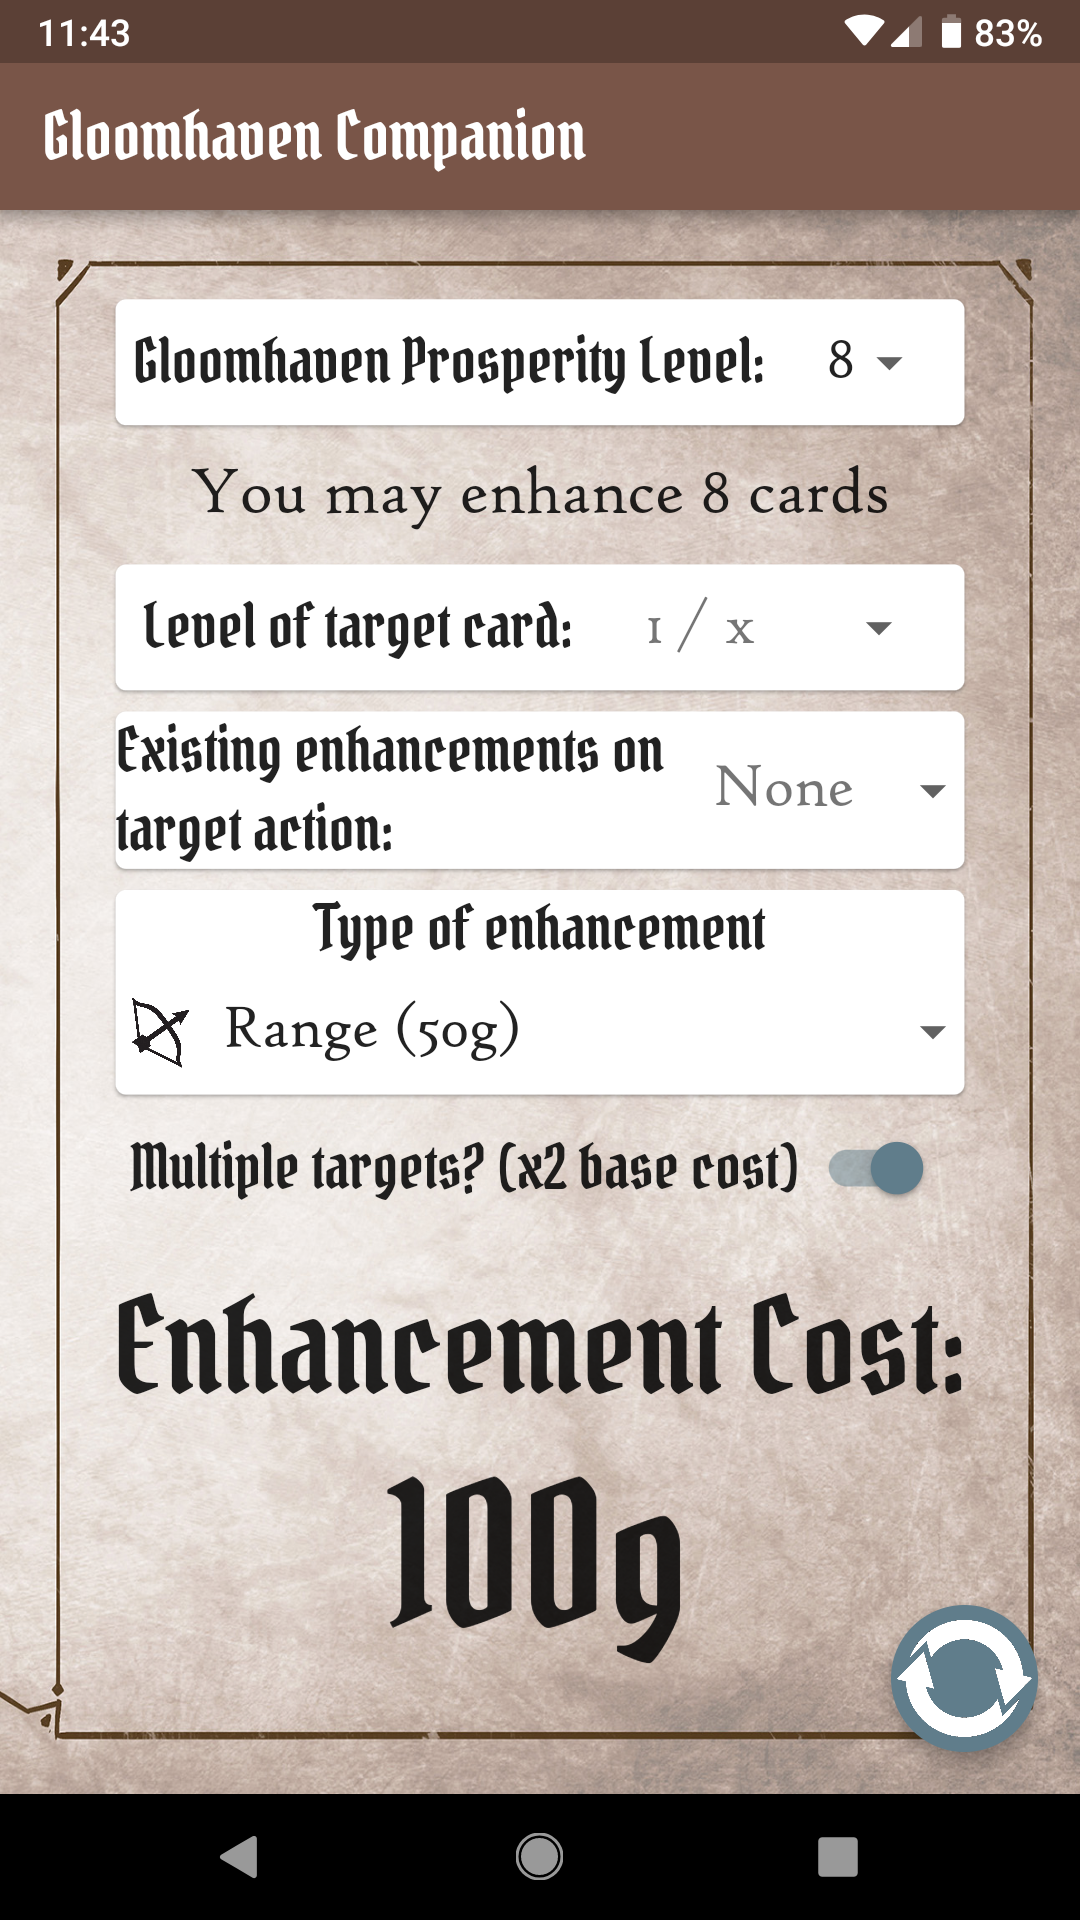 11:43 83%
Gloomhaven Companion
Gloomhaven Prosperity Level: 8
You may enhance 8 cards
Level of target card: 1 / x
Existing enhancements on
target action: None
Type of enhancement
Range (50g)
Multiple targets? (x2 base cost)
Enhancement Cost:
100g